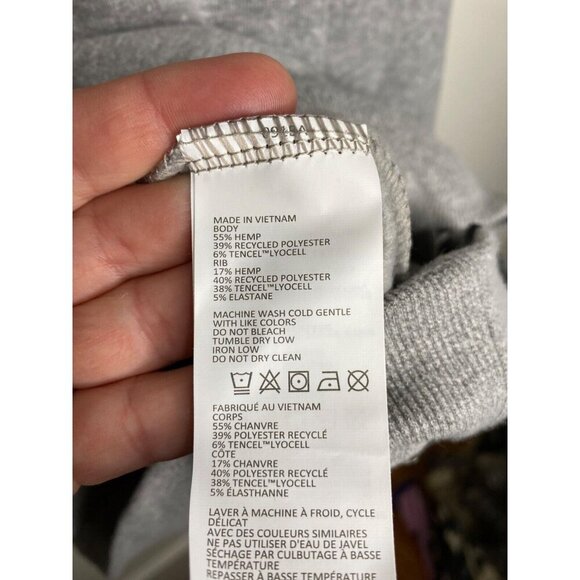 MADE IN VIETNAM
BODY
55% HEMP
39% RECYCLED POLYESTER
6% TENCEL™LYOCELL
RIB
17% HEMP
40% RECYCLED POLYESTER
38% TENCEL™LYOCELL
5% ELASTANE
MACHINE WASH COLD GENTLE
WITH LIKE COLORS
DO NOT BLEACH
TUMBLE DRY LOW
IRON LOW
DO NOT DRY CLEAN
FABRIQUÉ AU VIETNAM
CORPS
55% CHANVRE
39% POLYESTER RECYCLÉ
6% TENCEL™LYOCELL
CÔTE
17% CHANVRE
40% POLYESTER RECYCLÉ
38% TENCEL™LYOCELL
5% ÉLASTHANNE
LAVER À MACHINE À FROID, CYCLE
DÉLICAT
AVEC DES COULEURS SIMILAIRES
NE PAS UTILISER D'EAU DE JAVEL
SÉCHAGE PAR CULBUTAGE À BASSE
TEMPÉRATURE
REPASSER À BASSE TEMPÉRATURE